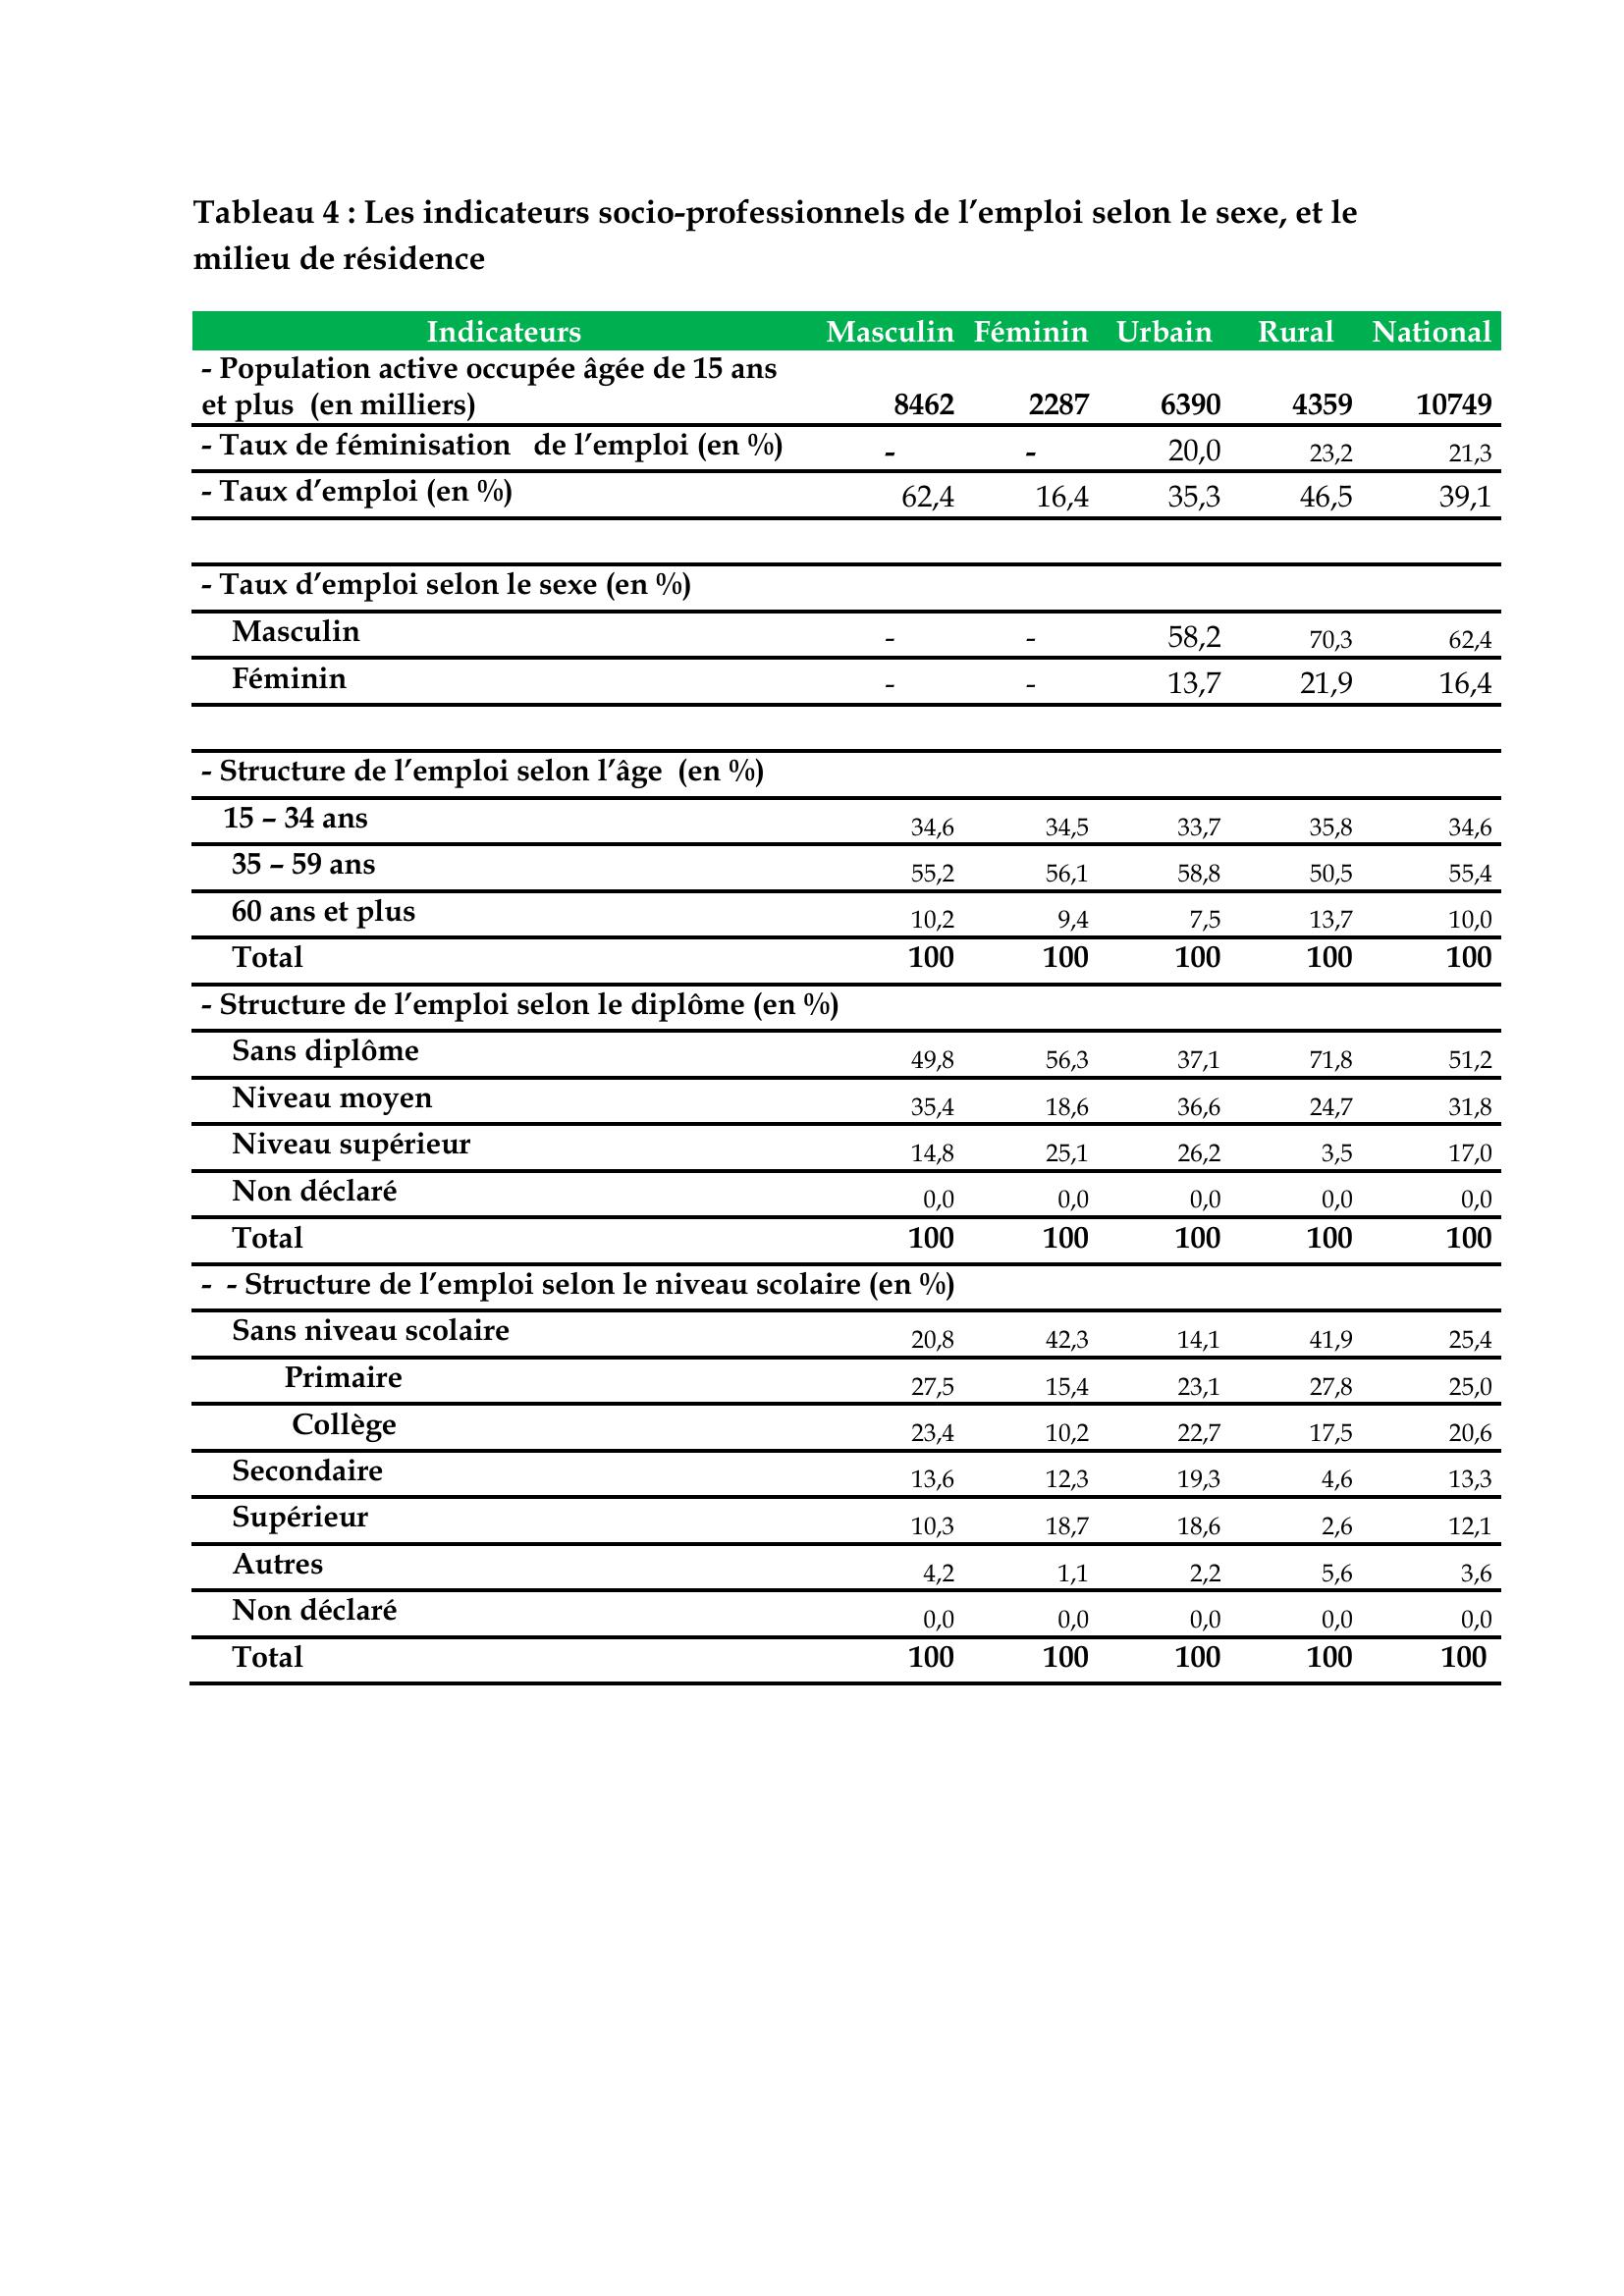 Tableau 4 : Les indicateurs socio-professionnels de l’emploi selon le sexe, et le
milieu de résidence
Indicateurs Masculin Féminin Urbain Rural National
- Population active occupée âgée de 15 ans
et plus (en milliers) 8462 2287 6390 4359 10749
- Taux de féminisation de l’emploi (en %) - - 20,0 23,2 21,3
- Taux d’emploi (en %) 62,4 16,4 35,3 46,5 39,1
- Taux d’emploi selon le sexe (en %)
Masculin - - 58,2 70,3 62,4
Féminin - - 13,7 21,9 16,4
- Structure de l’emploi selon l’âge (en %)
15 – 34 ans 34,6 34,5 33,7 35,8 34,6
35 – 59 ans 55,2 56,1 58,8 50,5 55,4
60 ans et plus 10,2 9,4 7,5 13,7 10,0
Total 100 100 100 100 100
- Structure de l’emploi selon le diplôme (en %)
Sans diplôme 49,8 56,3 37,1 71,8 51,2
Niveau moyen 35,4 18,6 36,6 24,7 31,8
Niveau supérieur 14,8 25,1 26,2 3,5 17,0
Non déclaré 0,0 0,0 0,0 0,0 0,0
Total 100 100 100 100 100
- - Structure de l’emploi selon le niveau scolaire (en %)
Sans niveau scolaire 20,8 42,3 14,1 41,9 25,4
Primaire 27,5 15,4 23,1 27,8 25,0
Collège 23,4 10,2 22,7 17,5 20,6
Secondaire 13,6 12,3 19,3 4,6 13,3
Supérieur 10,3 18,7 18,6 2,6 12,1
Autres 4,2 1,1 2,2 5,6 3,6
Non déclaré 0,0 0,0 0,0 0,0 0,0
Total 100 100 100 100 100